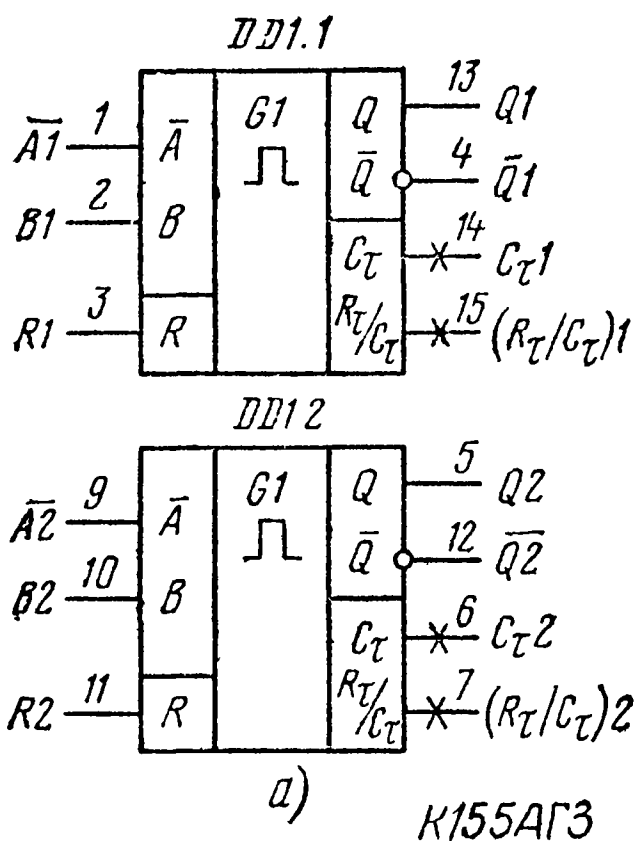 DD1.1
1 13
A̅1̅ A̅ G1 Q Q1
2 4
B1 B Q̅ Q̅1
14
Cτ Cτ1
3 15
R1 R Rτ/Cτ (Rτ/Cτ)1
DD1 2
9 5
A̅2̅ A̅ G1 Q Q2
10 12
B2 B Q̅ Q̅2̅
6
Cτ Cτ2
11 7
R2 R Rτ/Cτ (Rτ/Cτ)2
а)
К155АГ3